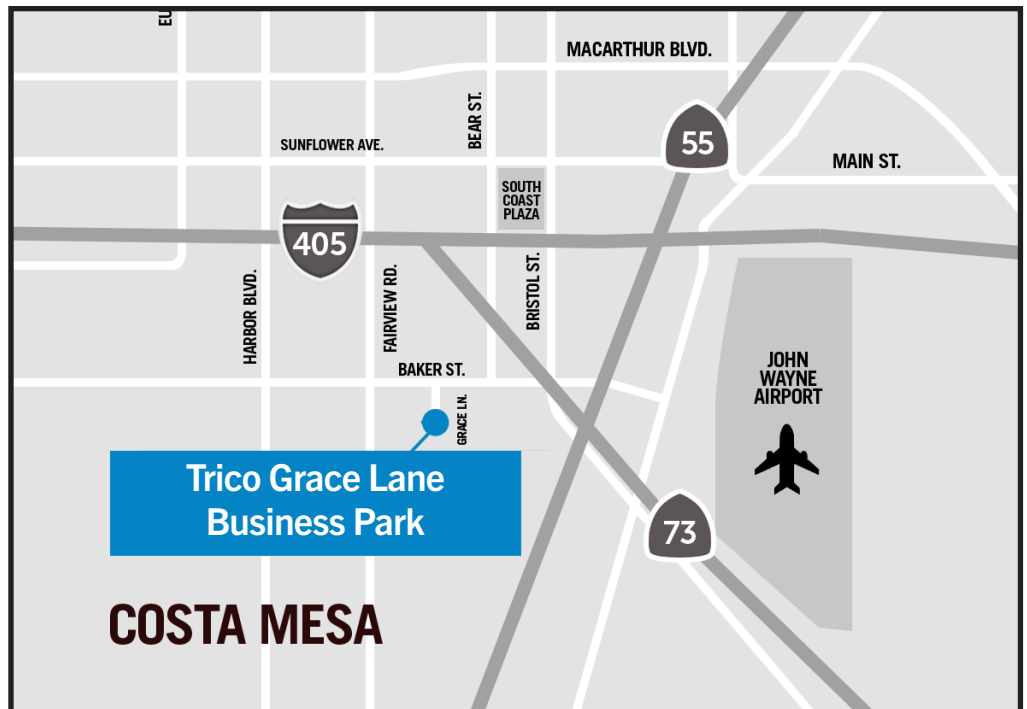 EU
MACARTHUR BLVD.
BEAR ST.
SUNFLOWER AVE.
55
MAIN ST.
SOUTH
COAST
PLAZA
405
HARBOR BLVD.
FAIRVIEW RD.
BRISTOL ST.
BAKER ST.
GRACE LN.
JOHN
WAYNE
AIRPORT
Trico Grace Lane
Business Park
73
COSTA MESA